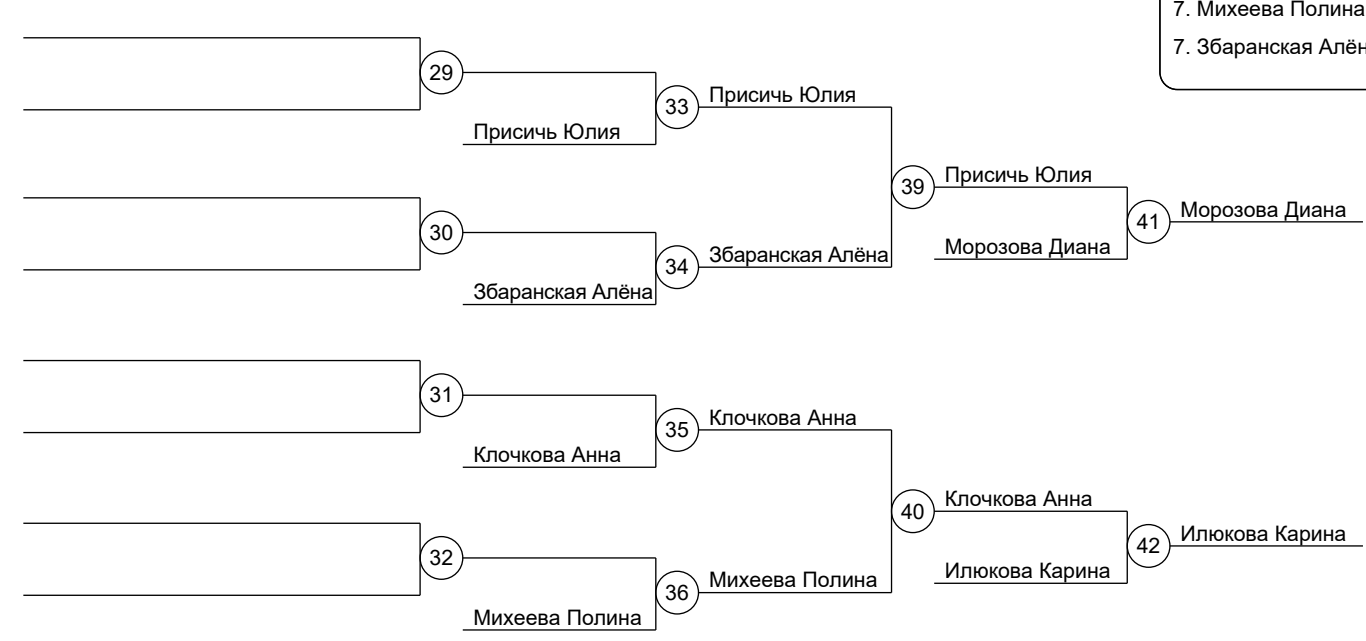 7. Михеева Полина
7. Збаранская Алён
29
Присичь Юлия
33
Присичь Юлия
30
Збаранская Алёна
34
Збаранская Алёна
39
Присичь Юлия
Морозова Диана
41
Морозова Диана
31
Клочкова Анна
35
Клочкова Анна
32
Михеева Полина
36
Михеева Полина
40
Клочкова Анна
Илюкова Карина
42
Илюкова Карина